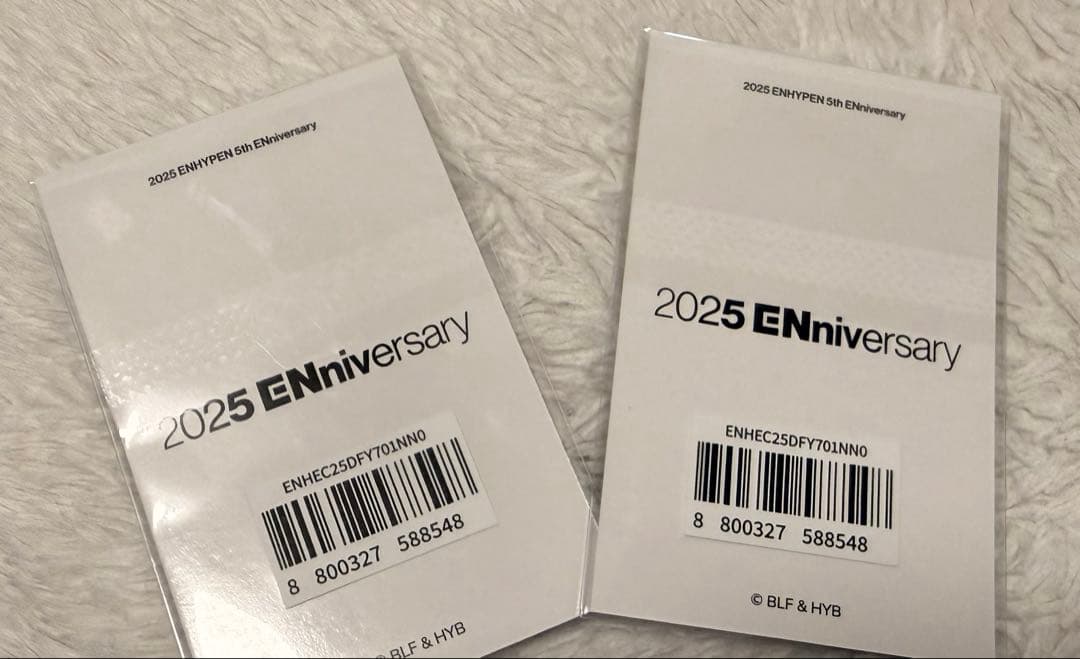 2025 ENHYPEN 5th ENniversary
2025 ENniversary
ENHEC25DFY701NN0
8 800327 588548
© BLF & HYB
2025 ENHYPEN 5th ENniversary
2025 ENniversary
ENHEC25DFY701NN0
8 800327 588548
© BLF & HYB